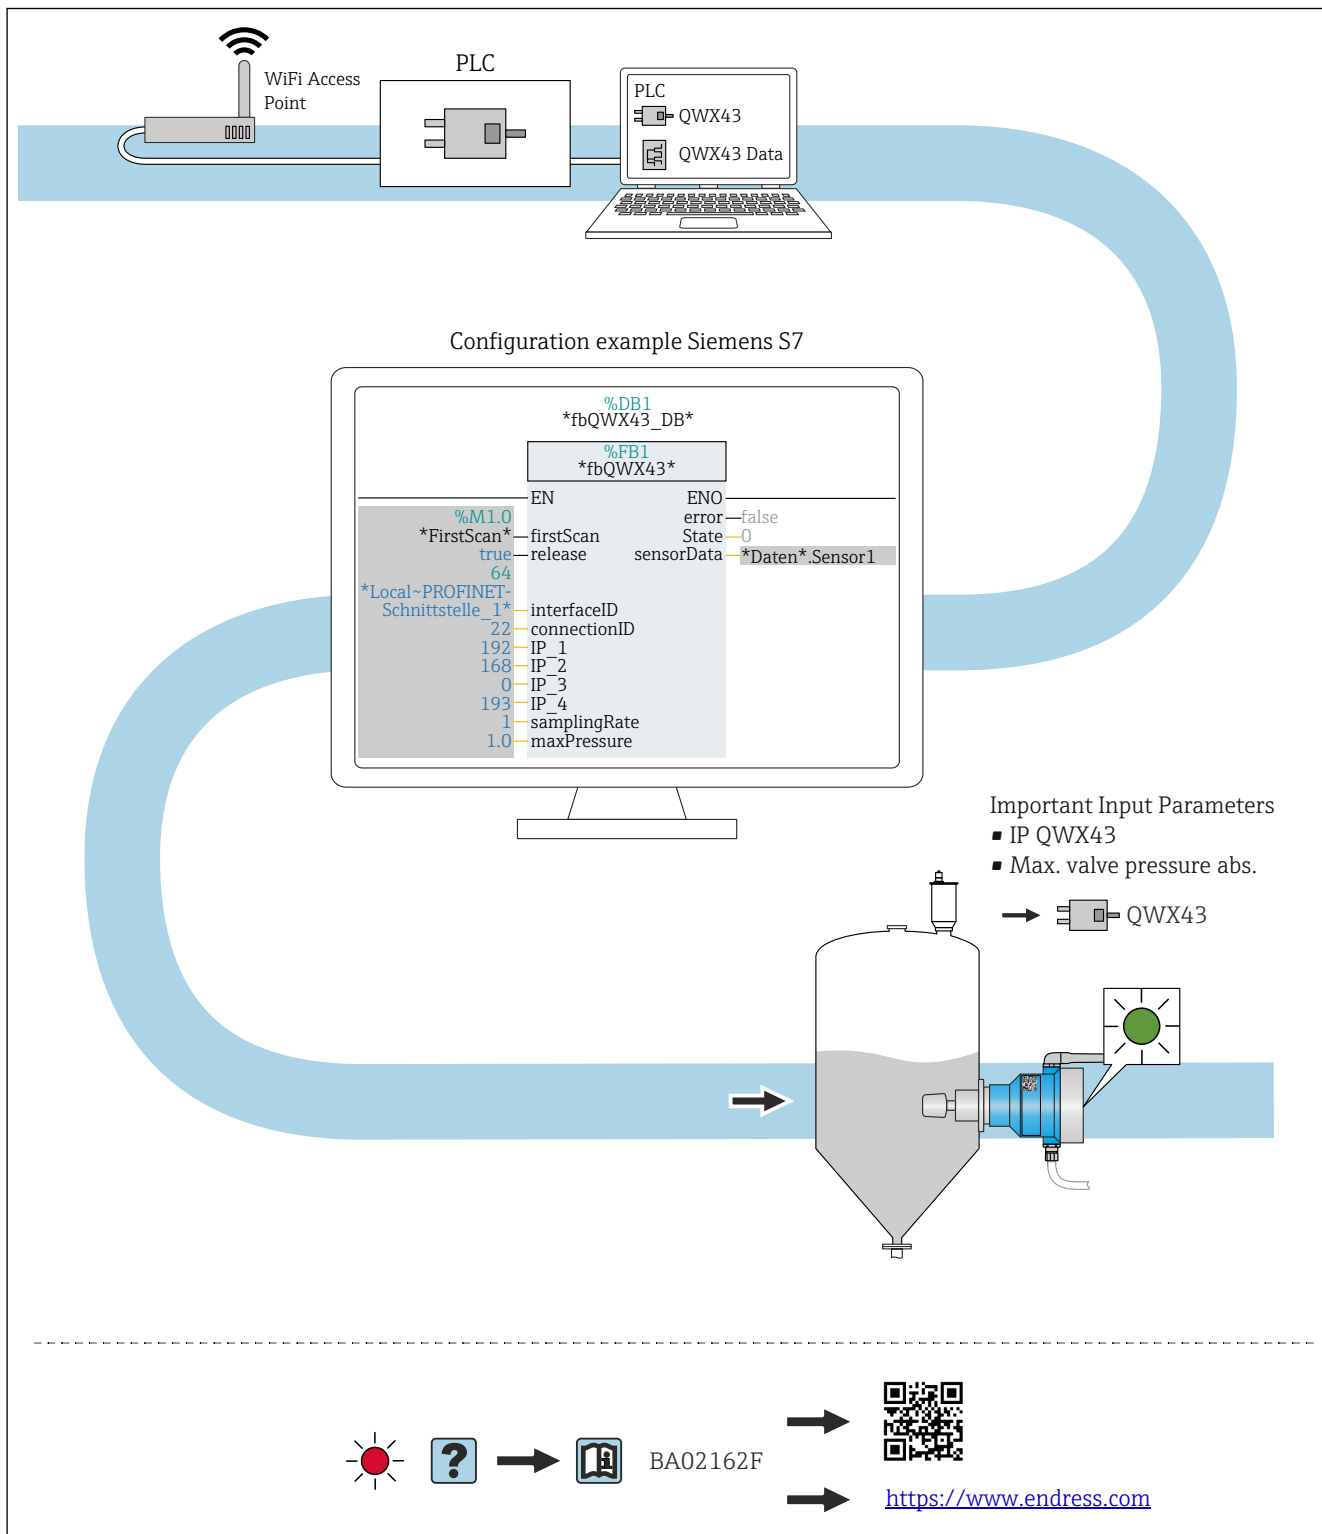 WiFi Access
Point
PLC
PLC
QWX43
QWX43 Data
Configuration example Siemens S7
%DB1
*fbQWX43_DB*
%FB1
*fbQWX43*
EN ENO
%M1.0 error false
*FirstScan* firstScan State 0
true release sensorData *Daten*.Sensor1
64
*Local~PROFINET-
Schnittstelle_1* interfaceID
22 connectionID
192 IP_1
168 IP_2
0 IP_3
193 IP_4
1 samplingRate
1.0 maxPressure
Important Input Parameters
▪ IP QWX43
▪ Max. valve pressure abs.
QWX43
?
i
BA02162F
https://www.endress.com